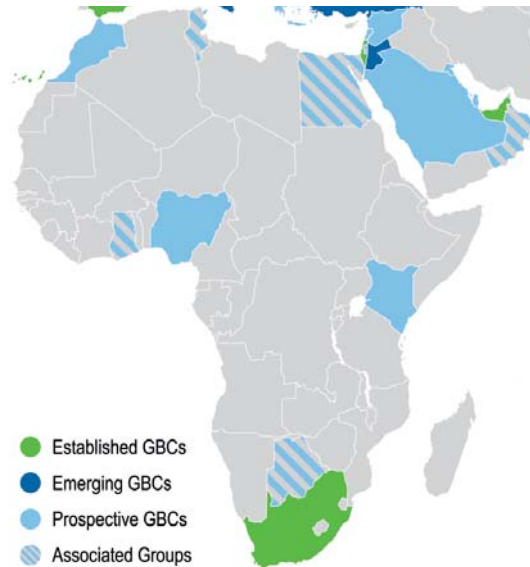 Established GBCs
Emerging GBCs
Prospective GBCs
Associated Groups